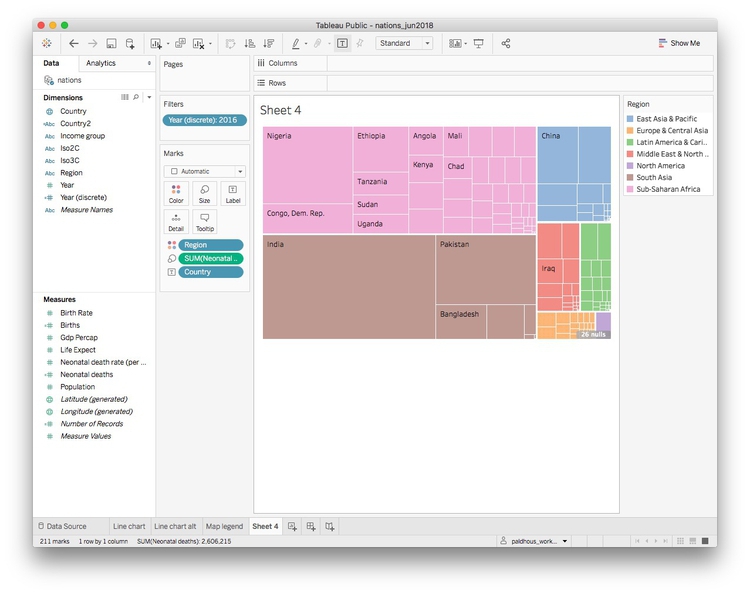 Tableau Public - nations_jun2018
Standard
Show Me
Data
Analytics
Pages
Columns
Rows
nations
Dimensions
Country
Abc Country2
Abc Income group
Abc Iso2C
Abc Iso3C
Abc Region
Year
Year (discrete)
Abc Measure Names
Measures
Birth Rate
Births
Gdp Percap
Life Expect
Neonatal death rate (per ...
Neonatal deaths
Population
Latitude (generated)
Longitude (generated)
Number of Records
Measure Values
Filters
Year (discrete): 2016
Marks
Automatic
Color
Size
Label
Detail
Tooltip
Region
SUM(Neonatal ..
Country
Sheet 4
Nigeria
Ethiopia
Angola
Mali
China
Kenya
Chad
Tanzania
Sudan
Congo, Dem. Rep.
Uganda
India
Pakistan
Iraq
Bangladesh
26 nulls
Region
East Asia & Pacific
Europe & Central Asia
Latin America & Cari..
Middle East & North ..
North America
South Asia
Sub-Saharan Africa
Data Source
Line chart
Line chart alt
Map legend
Sheet 4
211 marks
1 row by 1 column
SUM(Neonatal deaths): 2,606,215
paldhous_work...